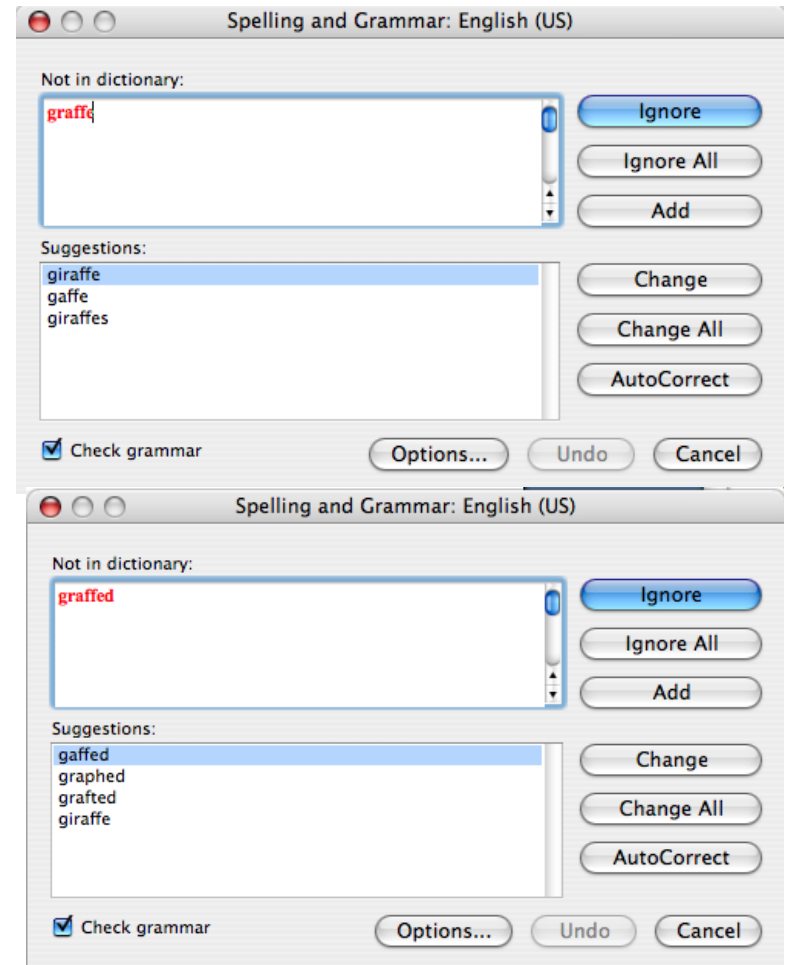 Spelling and Grammar: English (US)
Not in dictionary:
graffe
Ignore
Ignore All
Add
Suggestions:
giraffe
gaffe
giraffes
Change
Change All
AutoCorrect
Check grammar
Options...
Undo
Cancel
Spelling and Grammar: English (US)
Not in dictionary:
graffed
Ignore
Ignore All
Add
Suggestions:
gaffed
graphed
grafted
giraffe
Change
Change All
AutoCorrect
Check grammar
Options...
Undo
Cancel